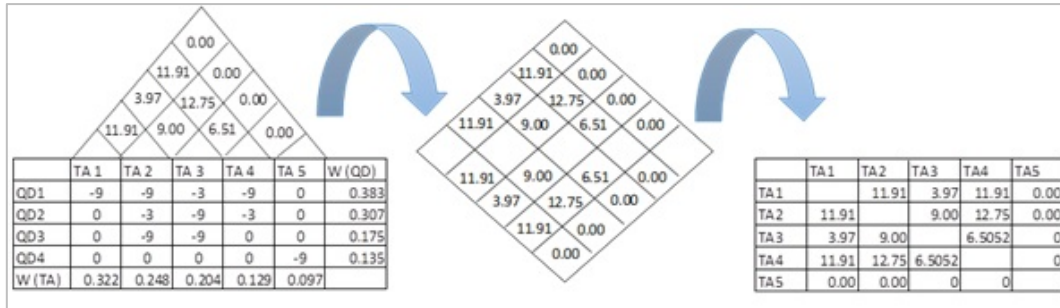 0.00
11.91 0.00
3.97 12.75 0.00
11.91 9.00 6.51 0.00
TA 1 TA 2 TA 3 TA 4 TA 5 W (QD)
QD1 -9 -9 -3 -9 0 0.383
QD2 0 -3 -9 -3 0 0.307
QD3 0 -9 -9 0 0 0.175
QD4 0 0 0 0 -9 0.135
W (TA) 0.322 0.248 0.204 0.129 0.097
0.00
11.91 0.00
3.97 12.75 0.00
11.91 9.00 6.51 0.00
11.91 9.00 6.51 0.00
3.97 12.75 0.00
11.91 0.00
0.00
TA1 TA2 TA3 TA4 TA5
TA1 11.91 3.97 11.91 0.00
TA2 11.91 9.00 12.75 0.00
TA3 3.97 9.00 6.5052 0
TA4 11.91 12.75 6.5052 0
TA5 0.00 0.00 0 0